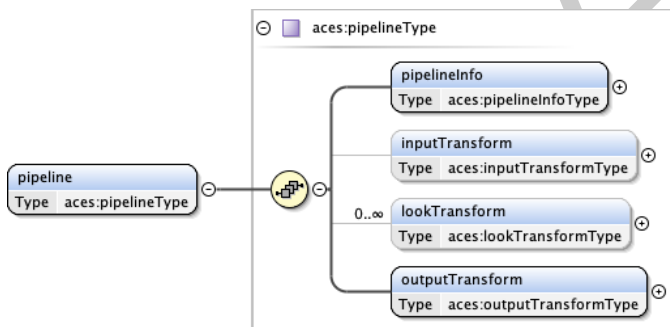 aces:pipelineType
pipelineInfo
Type aces:pipelineInfoType
inputTransform
Type aces:inputTransformType
pipeline
Type aces:pipelineType
0..∞
lookTransform
Type aces:lookTransformType
outputTransform
Type aces:outputTransformType